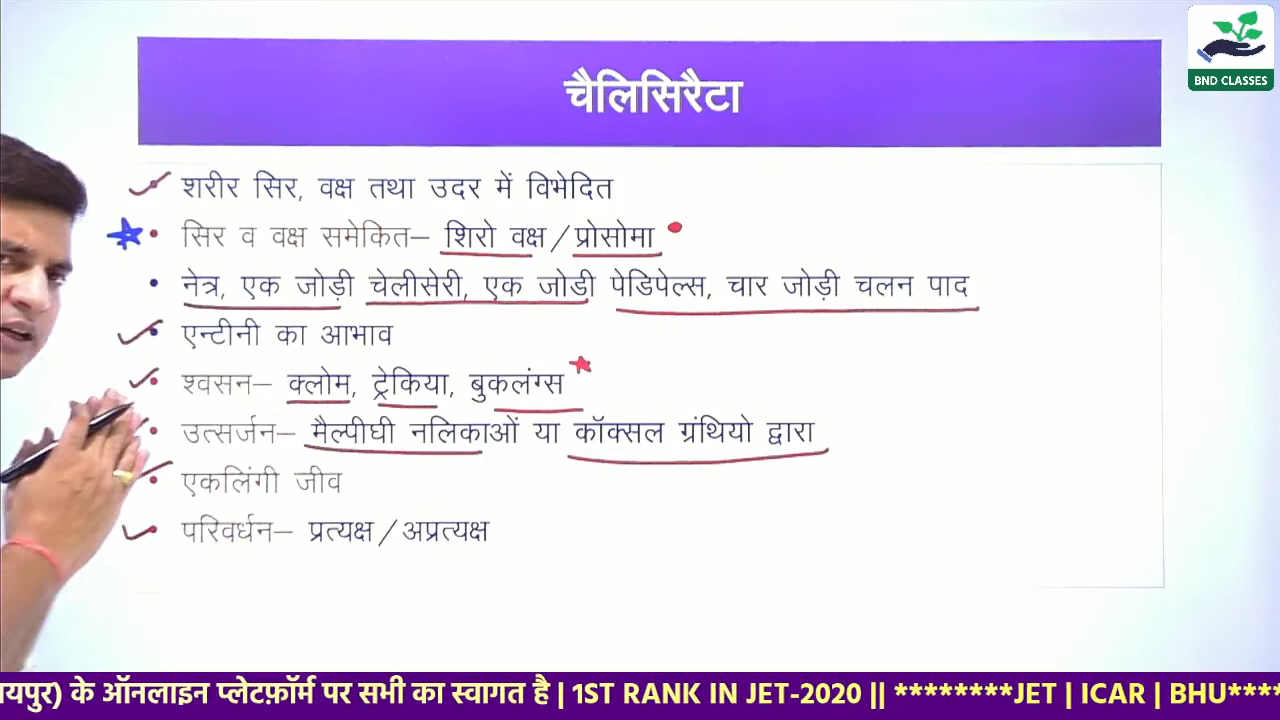 BND CLASSES
चैलिसिरैटा
शरीर सिर, वक्ष तथा उदर में विभेदित
सिर व वक्ष समेकित– शिरो वक्ष/प्रोसोमा
नेत्र, एक जोड़ी चेलीसेरी, एक जोडी पेडिपेल्स, चार जोड़ी चलन पाद
एन्टीनी का आभाव
श्वसन– क्लोम, ट्रेकिया, बुकलंग्स
उत्सर्जन– मैल्पीघी नलिकाओं या कॉक्सल ग्रंथियो द्वारा
एकलिंगी जीव
परिवर्धन– प्रत्यक्ष/अप्रत्यक्ष
यपुर) के ऑनलाइन प्लेटफ़ॉर्म पर सभी का स्वागत है | 1ST RANK IN JET-2020 || ********JET | ICAR | BHU****